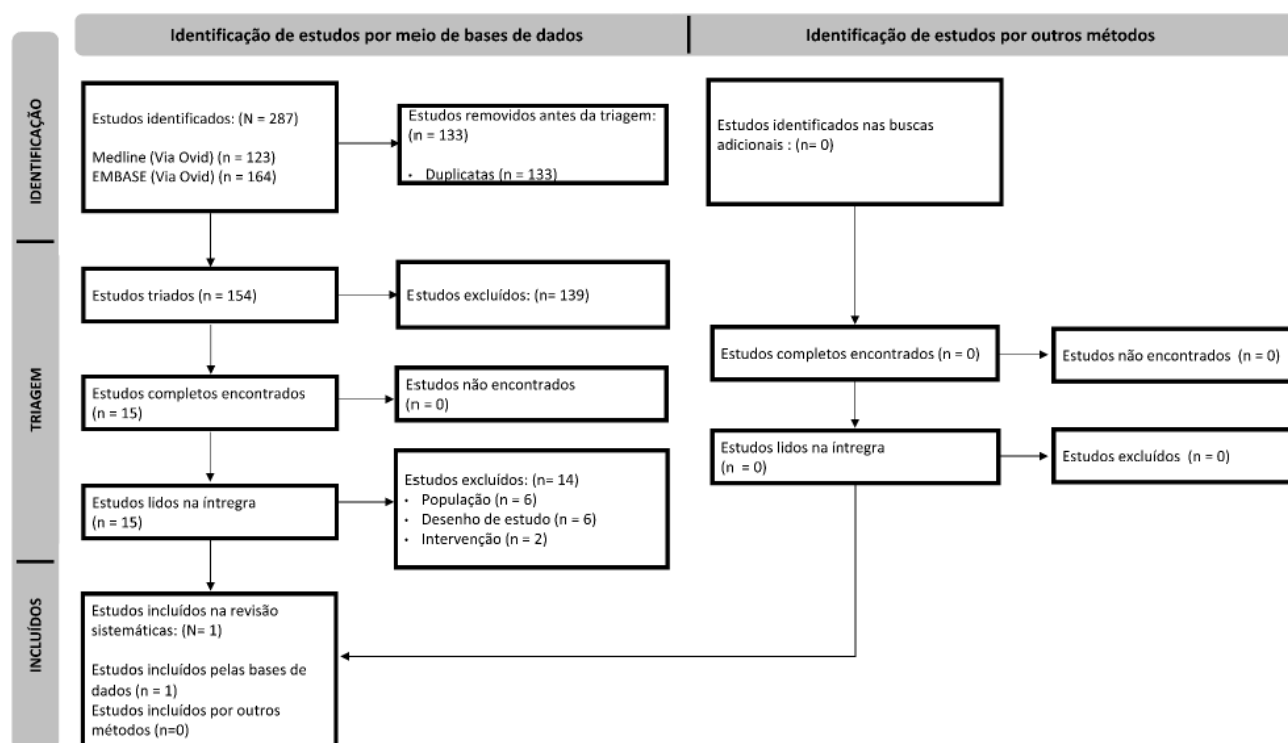 Identificação de estudos por meio de bases de dados
Identificação de estudos por outros métodos
IDENTIFICAÇÃO
Estudos identificados: (N = 287)
Medline (Via Ovid) (n = 123)
EMBASE (Via Ovid) (n = 164)
Estudos removidos antes da triagem:
(n = 133)
• Duplicatas (n = 133)
Estudos identificados nas buscas
adicionais : (n= 0)
TRIAGEM
Estudos triados (n = 154)
Estudos excluídos: (n= 139)
Estudos completos encontrados
(n = 15)
Estudos não encontrados
(n = 0)
Estudos completos encontrados (n = 0)
Estudos não encontrados (n = 0)
Estudos lidos na íntregra
(n = 15)
Estudos excluídos: (n= 14)
• População (n = 6)
• Desenho de estudo (n = 6)
• Intervenção (n = 2)
Estudos lidos na íntregra
(n = 0)
Estudos excluídos (n = 0)
INCLUÍDOS
Estudos incluídos na revisão
sistemáticas: (N= 1)
Estudos incluídos pelas bases de
dados (n = 1)
Estudos incluídos por outros
métodos (n=0)